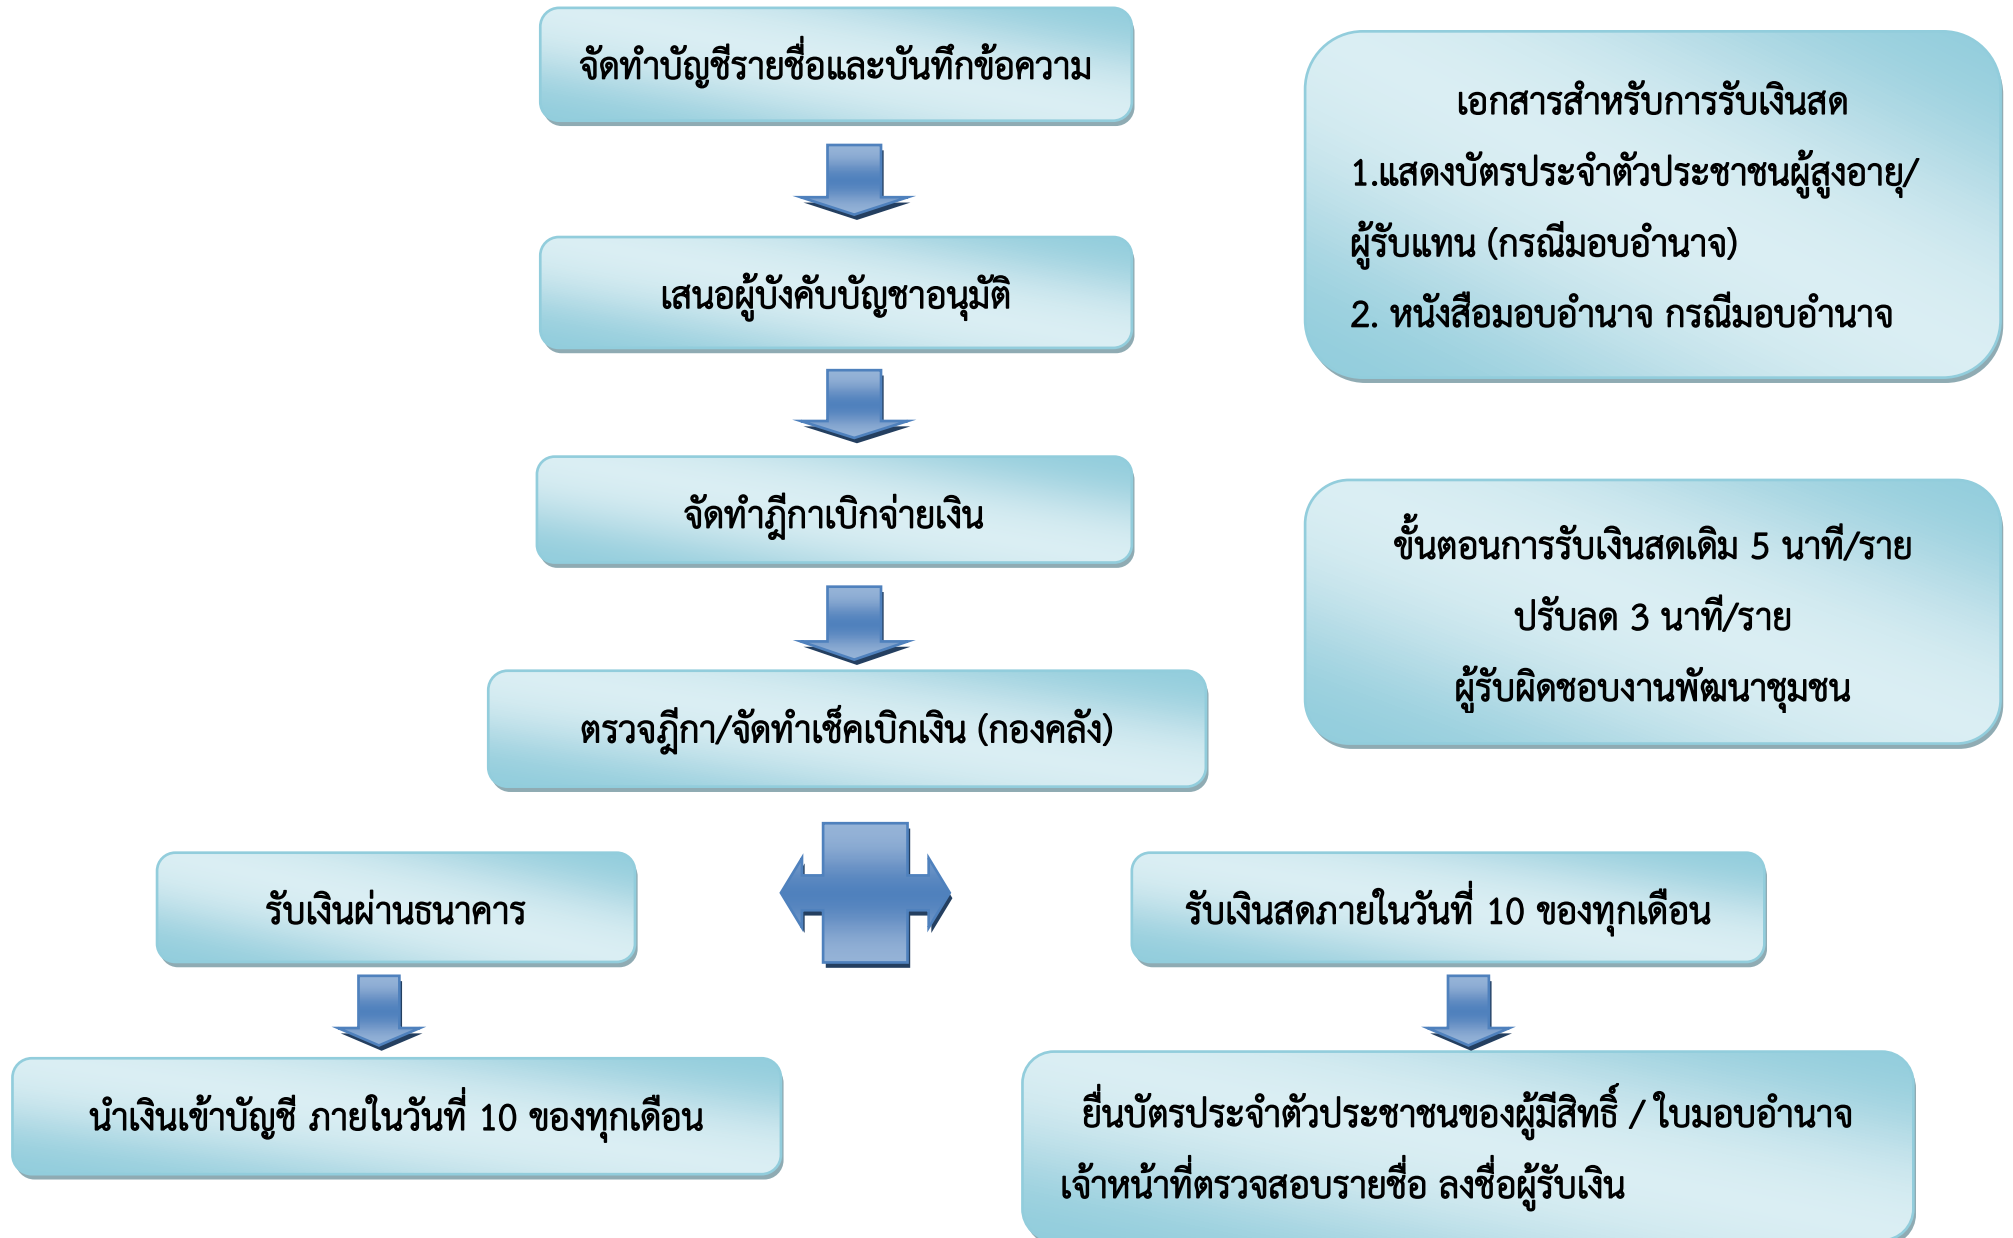 จัดทำบัญชีรายชื่อและบันทึกข้อความ
เสนอผู้บังคับบัญชาอนุมัติ
จัดทำฎีกาเบิกจ่ายเงิน
ตรวจฎีกา/จัดทำเช็คเบิกเงิน (กองคลัง)
รับเงินผ่านธนาคาร
นำเงินเข้าบัญชี ภายในวันที่ 10 ของทุกเดือน
รับเงินสดภายในวันที่ 10 ของทุกเดือน
ยื่นบัตรประจำตัวประชาชนของผู้มีสิทธิ์ / ใบมอบอำนาจ
เจ้าหน้าที่ตรวจสอบรายชื่อ ลงชื่อผู้รับเงิน
เอกสารสำหรับการรับเงินสด
1.แสดงบัตรประจำตัวประชาชนผู้สูงอายุ/
ผู้รับแทน (กรณีมอบอำนาจ)
2. หนังสือมอบอำนาจ กรณีมอบอำนาจ
ขั้นตอนการรับเงินสดเดิม 5 นาที/ราย
ปรับลด 3 นาที/ราย
ผู้รับผิดชอบงานพัฒนาชุมชน